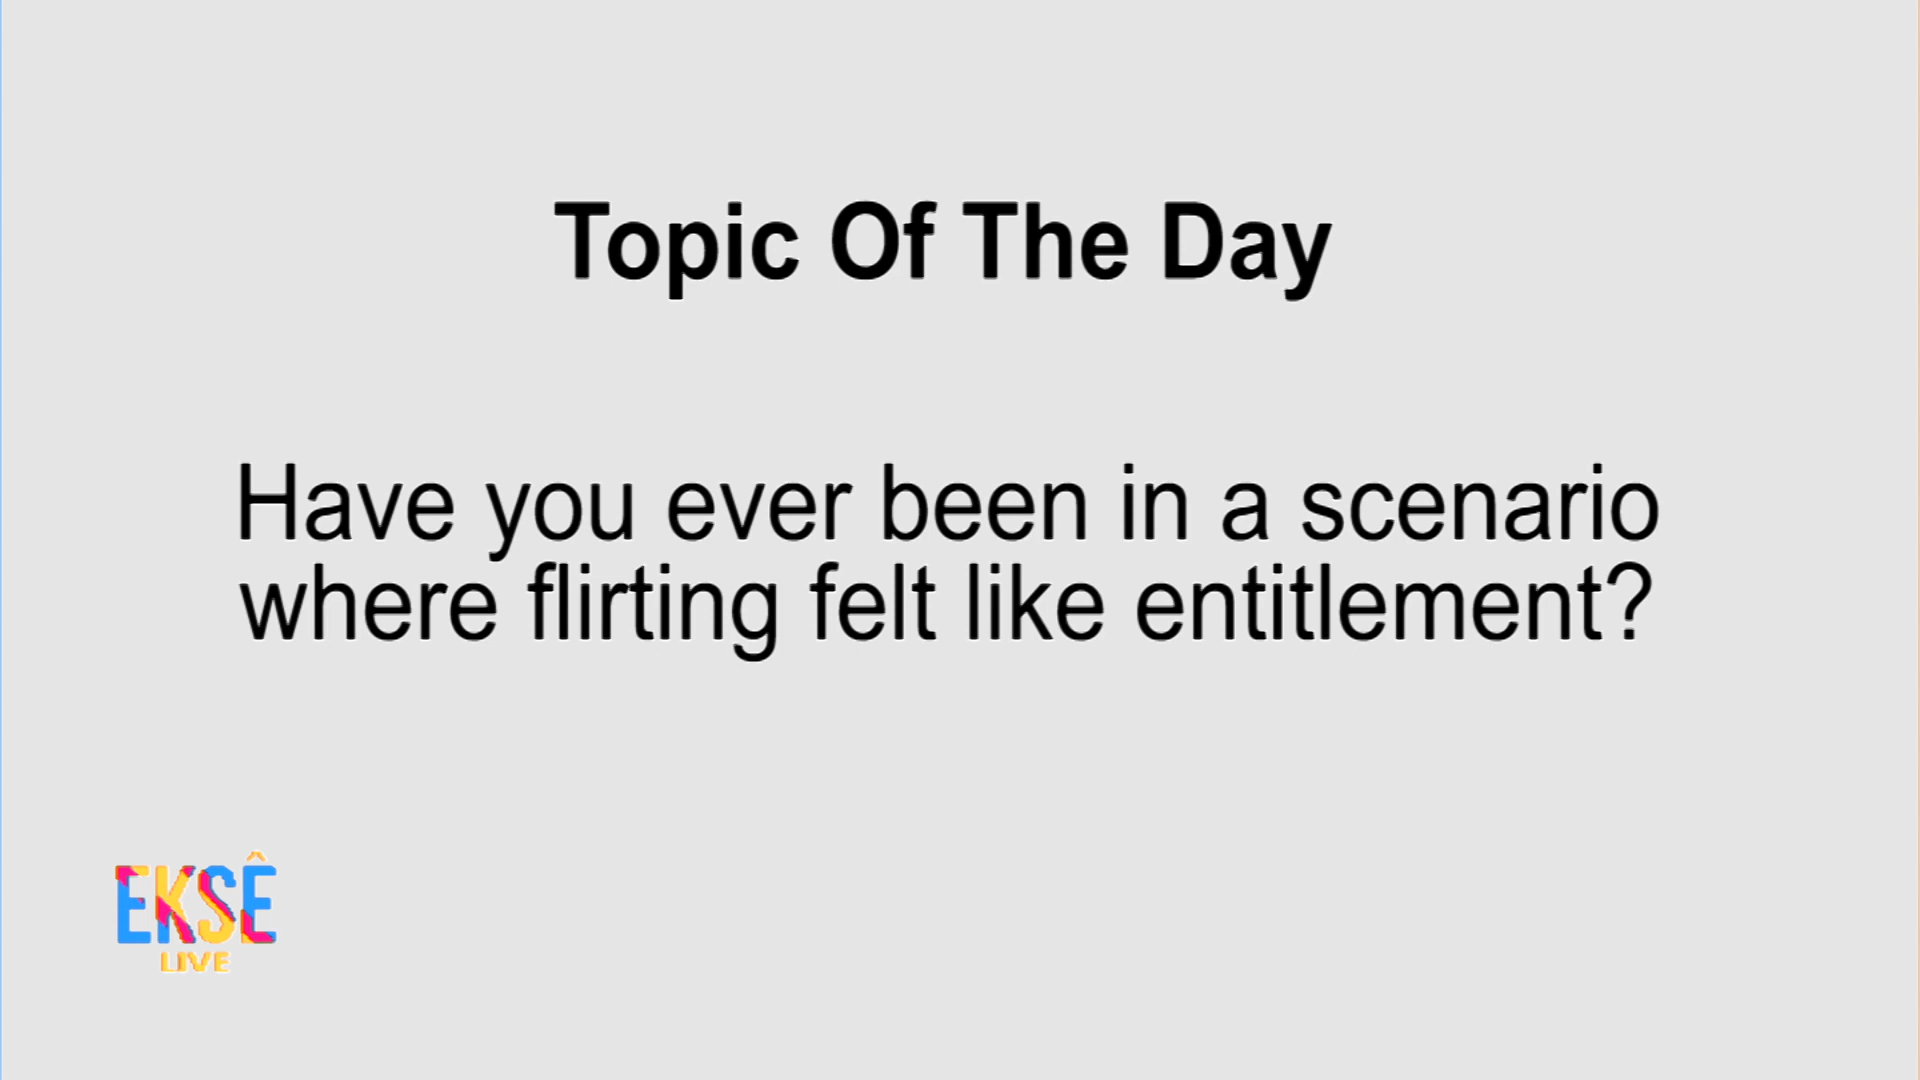 Topic Of The Day
Have you ever been in a scenario
where flirting felt like entitlement?
EKSÊ
LIVE